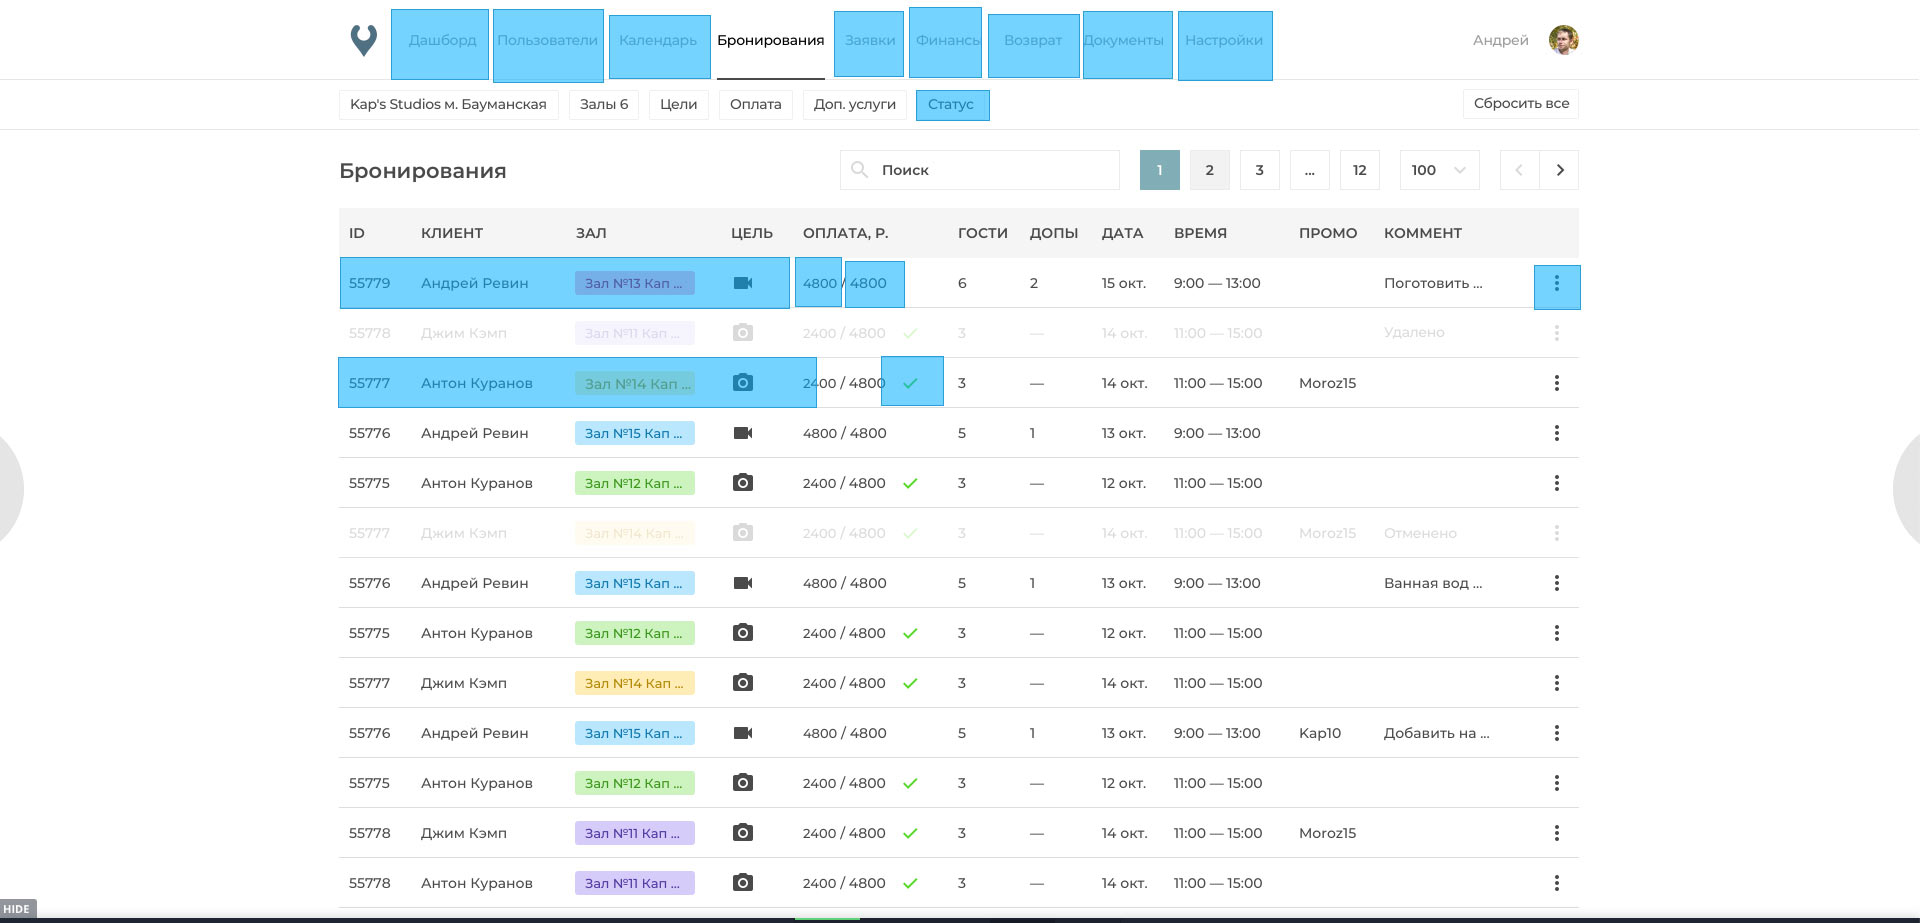 Дашборд Пользователи Календарь Бронирования Заявки Финансы Возврат Документы Настройки Андрей
Kap's Studios м. Бауманская Залы 6 Цели Оплата Доп. услуги Статус Сбросить все
Бронирования Поиск 1 2 3 ... 12 100
ID КЛИЕНТ ЗАЛ ЦЕЛЬ ОПЛАТА, Р. ГОСТИ ДОПЫ ДАТА ВРЕМЯ ПРОМО КОММЕНТ
55779 Андрей Ревин Зал №13 Кап ... 4800 / 4800 6 2 15 окт. 9:00 — 13:00 Поготовить ...
55778 Джим Кэмп Зал №11 Кап ... 2400 / 4800 3 — 14 окт. 11:00 — 15:00 Удалено
55777 Антон Куранов Зал №14 Кап ... 2400 / 4800 3 — 14 окт. 11:00 — 15:00 Moroz15
55776 Андрей Ревин Зал №15 Кап ... 4800 / 4800 5 1 13 окт. 9:00 — 13:00
55775 Антон Куранов Зал №12 Кап ... 2400 / 4800 3 — 12 окт. 11:00 — 15:00
55777 Джим Кэмп Зал №14 Кап ... 2400 / 4800 3 — 14 окт. 11:00 — 15:00 Moroz15 Отменено
55776 Андрей Ревин Зал №15 Кап ... 4800 / 4800 5 1 13 окт. 9:00 — 13:00 Ванная вод ...
55775 Антон Куранов Зал №12 Кап ... 2400 / 4800 3 — 12 окт. 11:00 — 15:00
55777 Джим Кэмп Зал №14 Кап ... 2400 / 4800 3 — 14 окт. 11:00 — 15:00
55776 Андрей Ревин Зал №15 Кап ... 4800 / 4800 5 1 13 окт. 9:00 — 13:00 Kap10 Добавить на ...
55775 Антон Куранов Зал №12 Кап ... 2400 / 4800 3 — 12 окт. 11:00 — 15:00
55778 Джим Кэмп Зал №11 Кап ... 2400 / 4800 3 — 14 окт. 11:00 — 15:00 Moroz15
55778 Антон Куранов Зал №11 Кап ... 2400 / 4800 3 — 14 окт. 11:00 — 15:00
HIDE